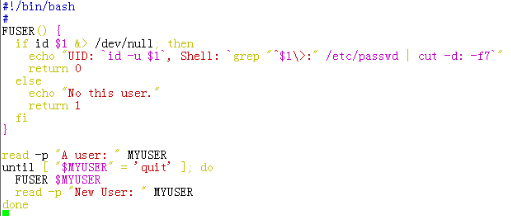 #!/bin/bash
#
FUSER() {
  if id $1 &> /dev/null; then
    echo "UID: `id -u $1`, Shell: `grep "^$1\>:" /etc/passwd | cut -d: -f7`"
    return 0
  else
    echo "No this user."
    return 1
  fi
}

read -p "A user: " MYUSER
until [ "$MYUSER" = 'quit' ]; do
  FUSER $MYUSER
  read -p "New User: " MYUSER
done